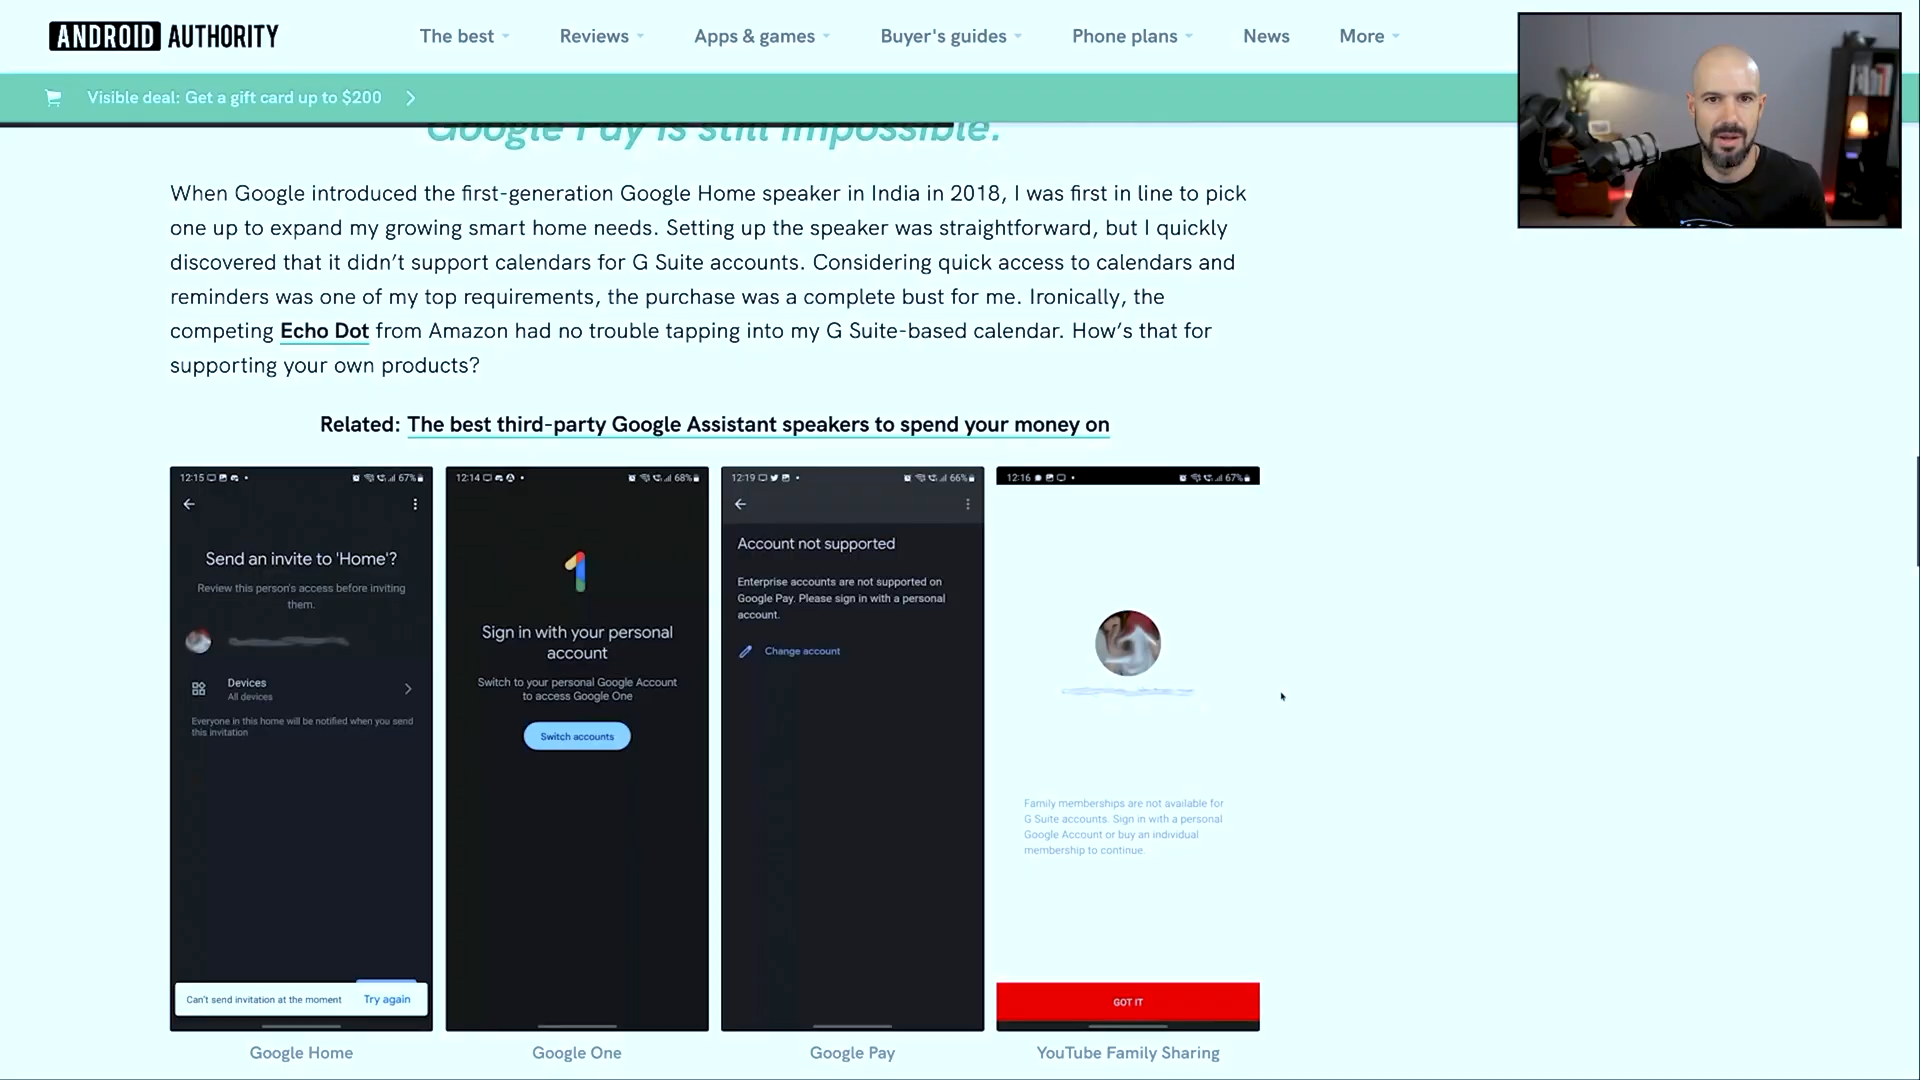 ANDROID AUTHORITY
The best
Reviews
Apps & games
Buyer's guides
Phone plans
News
More
Visible deal: Get a gift card up to $200
Google Pay is still impossible.
When Google introduced the first-generation Google Home speaker in India in 2018, I was first in line to pick
one up to expand my growing smart home needs. Setting up the speaker was straightforward, but I quickly
discovered that it didn’t support calendars for G Suite accounts. Considering quick access to calendars and
reminders was one of my top requirements, the purchase was a complete bust for me. Ironically, the
competing Echo Dot from Amazon had no trouble tapping into my G Suite-based calendar. How’s that for
supporting your own products?
Related: The best third-party Google Assistant speakers to spend your money on
12:15
67%
Send an invite to 'Home'?
Review this person's access before inviting
them.
Devices
All devices
Everyone in this home will be notified when you send
this invitation
Can't send invitation at the moment
Try again
Google Home
12:14
68%
1
Sign in with your personal
account
Switch to your personal Google Account
to access Google One
Switch accounts
Google One
12:19
66%
Account not supported
Enterprise accounts are not supported on
Google Pay. Please sign in with a personal
account.
Change account
Google Pay
12:16
67%
Family memberships are not available for
G Suite accounts. Sign in with a personal
Google Account or buy an individual
membership to continue.
GOT IT
YouTube Family Sharing